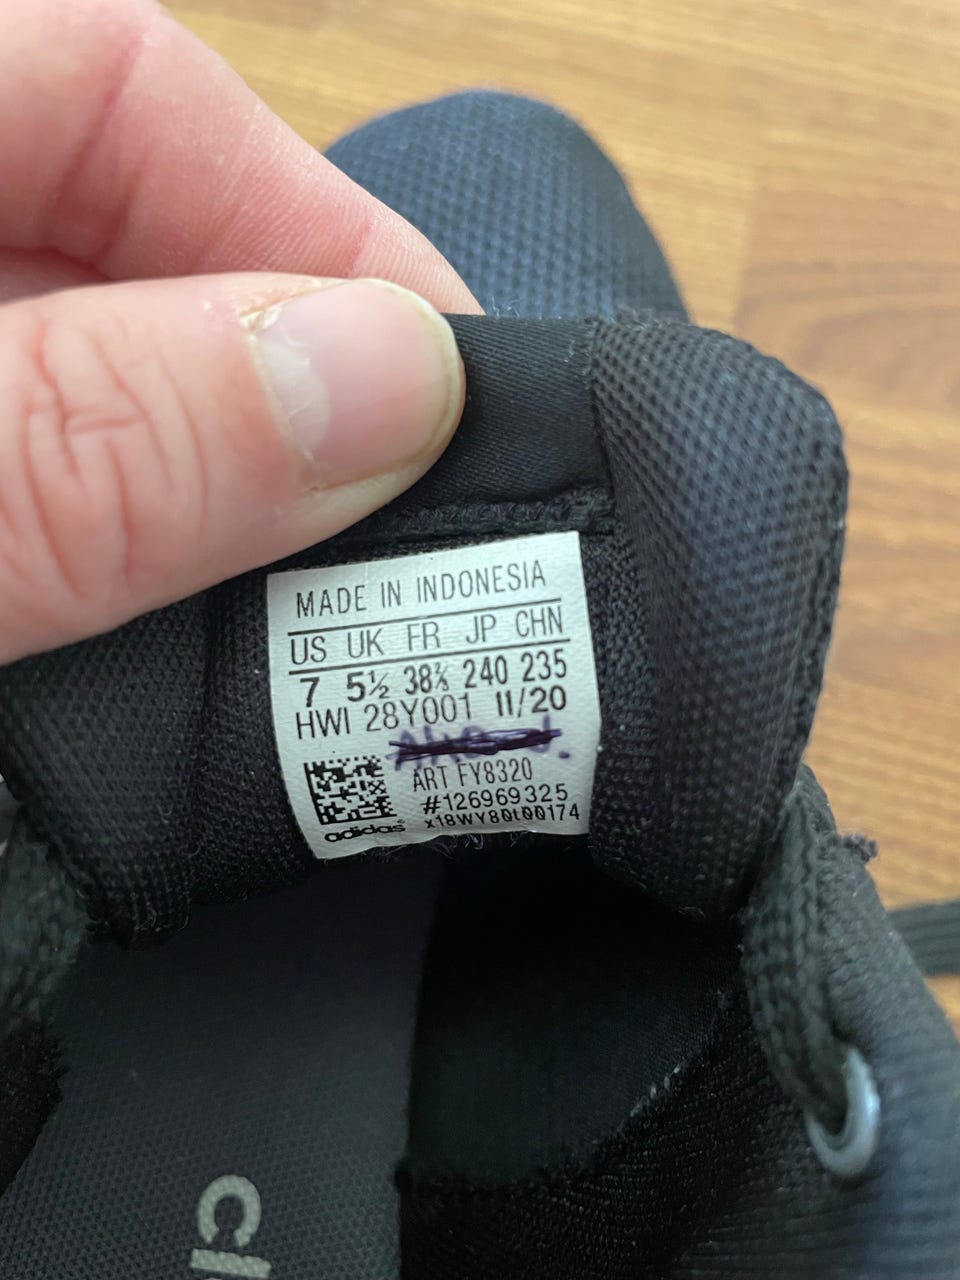 MADE IN INDONESIA
US UK FR JP CHN
7 5½ 38⅔ 240 235
HWI 28Y001 11/20
ART FY8320
#126969325
x18WY80t00174
adidas